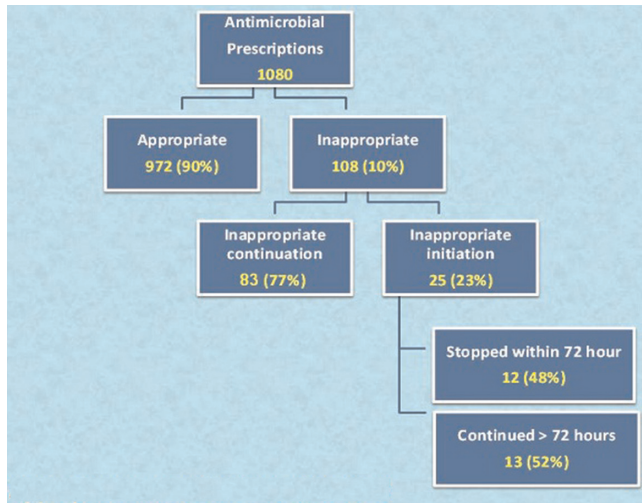 Antimicrobial
Prescriptions
1080
Appropriate
972 (90%)
Inappropriate
108 (10%)
Inappropriate
continuation
83 (77%)
Inappropriate
initiation
25 (23%)
Stopped within 72 hour
12 (48%)
Continued > 72 hours
13 (52%)